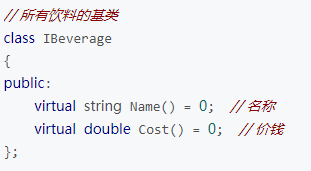 //所有饮料的基类
class IBeverage
{
public:
    virtual string Name() = 0;  //名称
    virtual double Cost() = 0;  //价钱
};